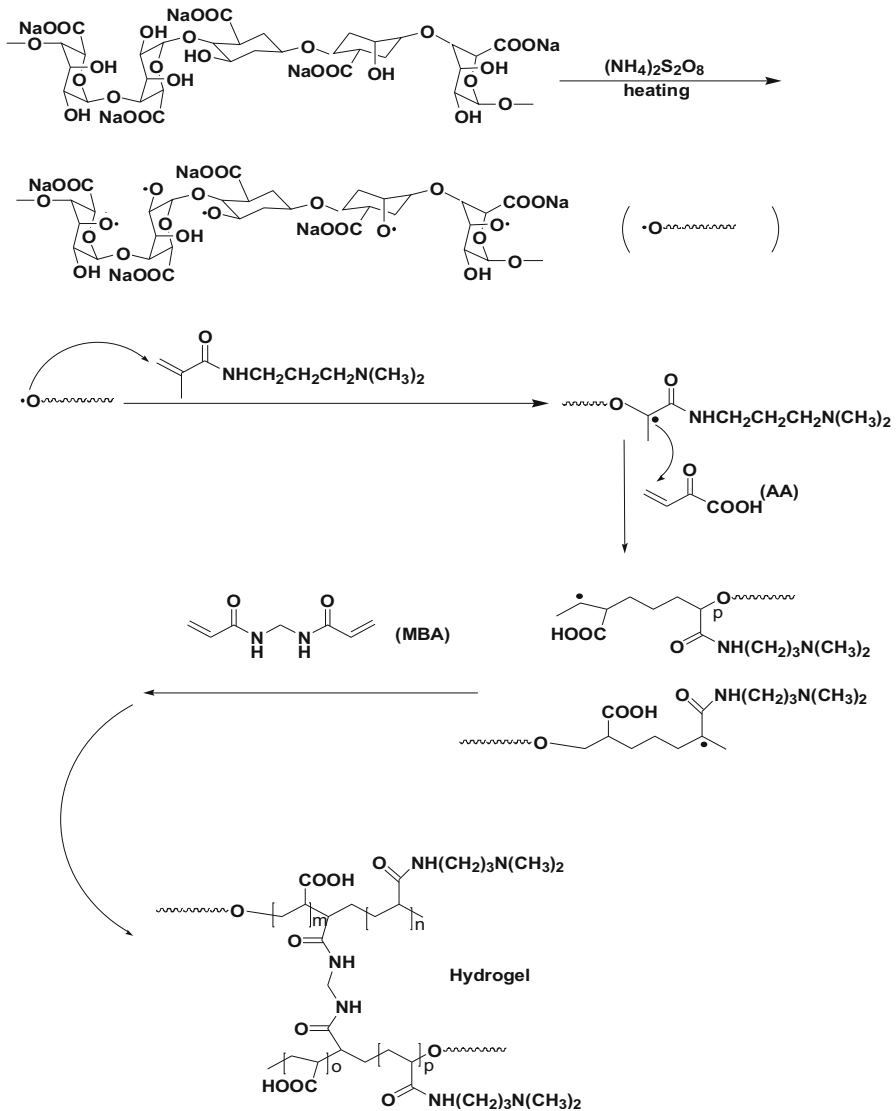 NaOOC
NaOOC
HO
O
O
O
OH
OH
O
HO
O
OH
NaOOC
OH
HO
NaOOC
OH
O
COONa
OH
O
OH
O
(NH4)2S2O8
heating
NaOOC
NaOOC
•O
O
O
O•
O
OH
O
OH
NaOOC
•O
O
NaOOC
O•
O
COONa
O•
O
OH
O
( •O )
O
NHCH2CH2CH2N(CH3)2
•O
O
O
C
NHCH2CH2CH2N(CH3)2
O
COOH
(AA)
O
O
N
H
N
H
(MBA)
HOOC
O
p
O
NH(CH2)3N(CH3)2
O
COOH
O
NH(CH2)3N(CH3)2
O
COOH
m
O
NH(CH2)3N(CH3)2
n
O
NH
NH
O
Hydrogel
HOOC
o
p
O
O
NH(CH2)3N(CH3)2